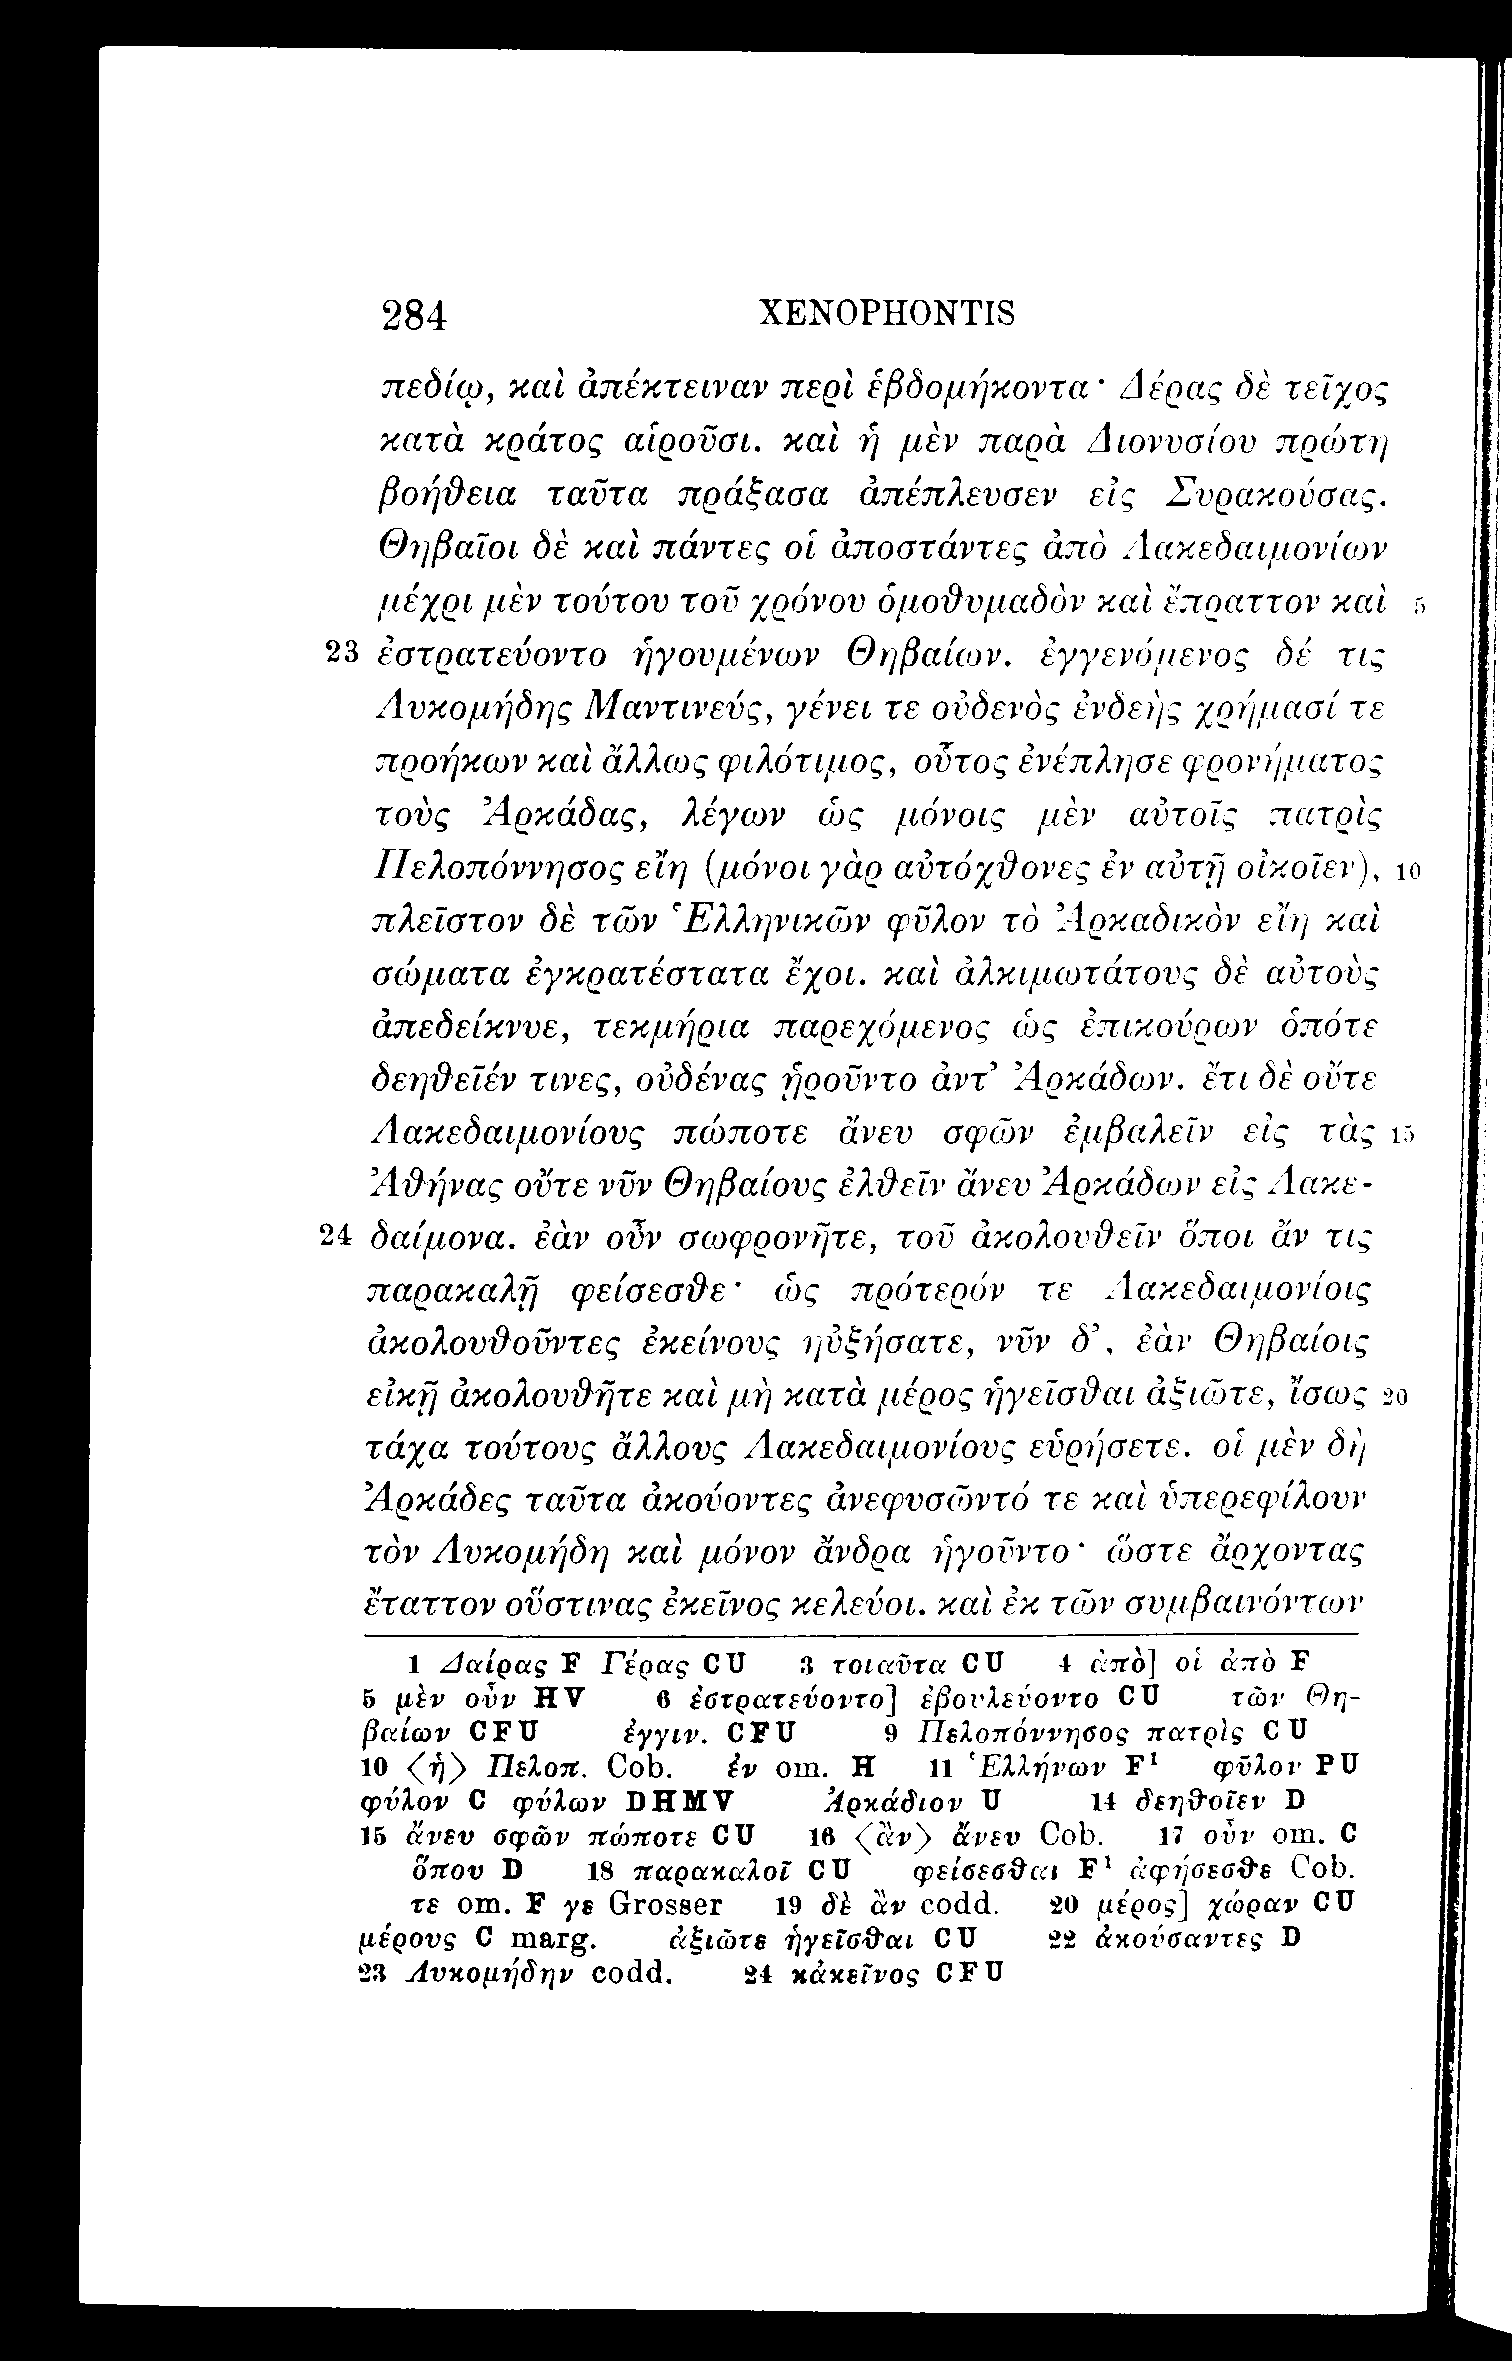 284 XENOPHONTIS
πεδίῳ, καὶ ἀπέκτειναν περὶ ἑβδομήκοντα· Δέρας δὲ τεῖχος
κατὰ κράτος αἱροῦσι. καὶ ἡ μὲν παρὰ Διονυσίου πρώτη
βοήθεια ταῦτα πράξασα ἀπέπλευσεν εἰς Συρακούσας.
Θηβαῖοι δὲ καὶ πάντες οἱ ἀποστάντες ἀπὸ Λακεδαιμονίων
μέχρι μὲν τούτου τοῦ χρόνου ὁμοθυμαδὸν καὶ ἔπραττον καὶ 5
23 ἐστρατεύοντο ἡγουμένων Θηβαίων. ἐγγενόμενος δέ τις
Λυκομήδης Μαντινεύς, γένει τε οὐδενὸς ἐνδεὴς χρήμασί τε
προήκων καὶ ἄλλως φιλότιμος, οὗτος ἐνέπλησε φρονήματος
τοὺς Ἀρκάδας, λέγων ὡς μόνοις μὲν αὐτοῖς πατρὶς
Πελοπόννησος εἴη (μόνοι γὰρ αὐτόχθονες ἐν αὐτῇ οἰκοῖεν), 10
πλεῖστον δὲ τῶν Ἑλληνικῶν φῦλον τὸ Ἀρκαδικὸν εἴη καὶ
σώματα ἐγκρατέστατα ἔχοι. καὶ ἀλκιμωτάτους δὲ αὐτοὺς
ἀπεδείκνυε, τεκμήρια παρεχόμενος ὡς ἐπικούρων ὁπότε
δεηθεῖέν τινες, οὐδένας ᾑροῦντο ἀντ’ Ἀρκάδων. ἔτι δὲ οὔτε
Λακεδαιμονίους πώποτε ἄνευ σφῶν ἐμβαλεῖν εἰς τὰς 15
Ἀθήνας οὔτε νῦν Θηβαίους ἐλθεῖν ἄνευ Ἀρκάδων εἰς Λακε-
24 δαίμονα. ἐὰν οὖν σωφρονῆτε, τοῦ ἀκολουθεῖν ὅποι ἄν τις
παρακαλῇ φείσεσθε· ὡς πρότερόν τε Λακεδαιμονίοις
ἀκολουθοῦντες ἐκείνους ηὐξήσατε, νῦν δ’, ἐὰν Θηβαίοις
εἰκῇ ἀκολουθῆτε καὶ μὴ κατὰ μέρος ἡγεῖσθαι ἀξιῶτε, ἴσως 20
τάχα τούτους ἄλλους Λακεδαιμονίους εὑρήσετε. οἱ μὲν δὴ
Ἀρκάδες ταῦτα ἀκούοντες ἀνεφυσῶντό τε καὶ ὑπερεφίλουν
τὸν Λυκομήδη καὶ μόνον ἄνδρα ἡγοῦντο· ὥστε ἄρχοντας
ἔταττον οὕστινας ἐκεῖνος κελεύοι. καὶ ἐκ τῶν συμβαινόντων
1 Δαίρας F Γέρας CU 3 τοιαῦτα CU 4 ἀπὸ] οἱ ἀπὸ F
5 μὲν οὖν HV 6 ἐστρατεύοντο] ἐβουλεύοντο CU τῶν Θη-
βαίων CFU ἐγγιν. CFU 9 Πελοπόννησος πατρὶς CU
10 〈ἡ〉 Πελοπ. Cob. ἐν om. H 11 Ἑλλήνων F¹ φῦλον PU
φύλον C φύλων DHMV Ἀρκάδιον U 14 δεηθοῖεν D
15 ἄνευ σφῶν πώποτε CU 16 〈ἂν〉 ἄνευ Cob. 17 οὖν om. C
ὅπου D 18 παρακαλοῖ CU φείσεσθαι F¹ ἀφήσεσθε Cob.
τε om. F γε Grosser 19 δὲ ἂν codd. 20 μέρος] χώραν CU
μέρους C marg. ἀξιῶτε ἡγεῖσθαι CU 22 ἀκούσαντες D
23 Λυκομήδην codd. 24 κἀκεῖνος CFU